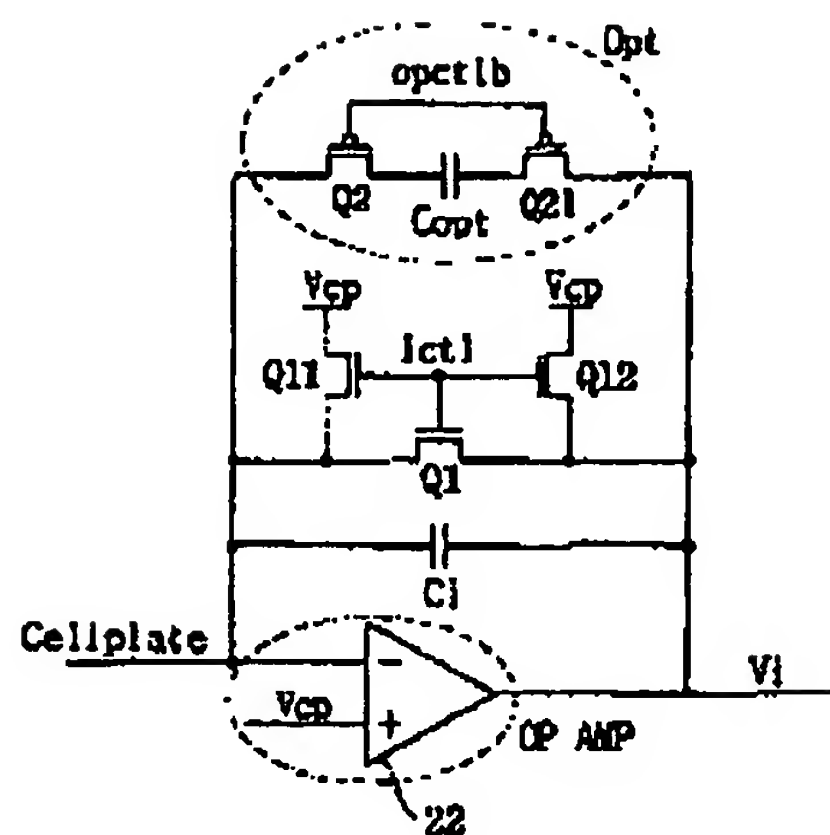 Opt
opctlb
Q2
Q21
Copt
Vcp
Vcp
Ictl
Q11
Q12
Q1
Ci
Cellplate
Vi
Vcp
OP AMP
22